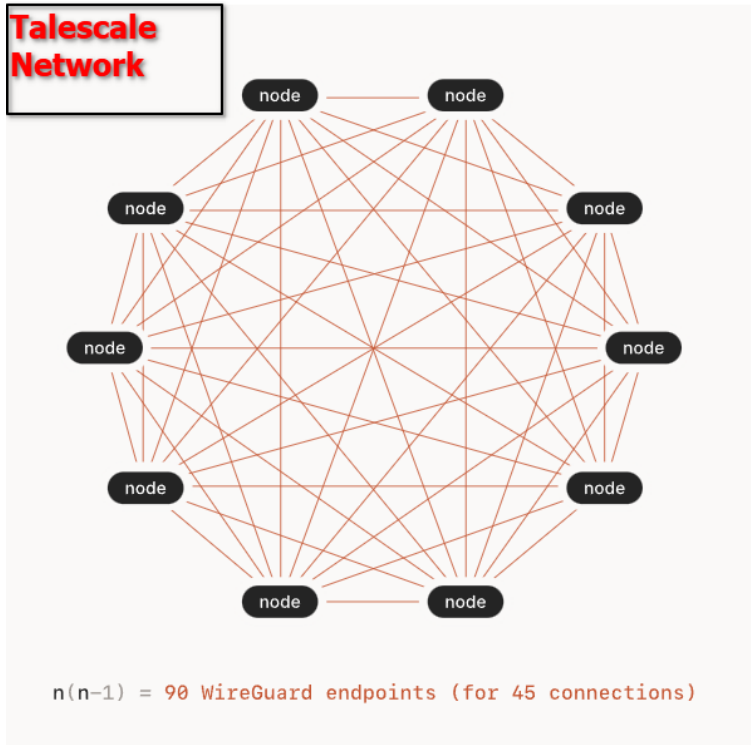 Talescale
Network
node
node
node
node
node
node
node
node
node
node
n(n-1) = 90 WireGuard endpoints (for 45 connections)